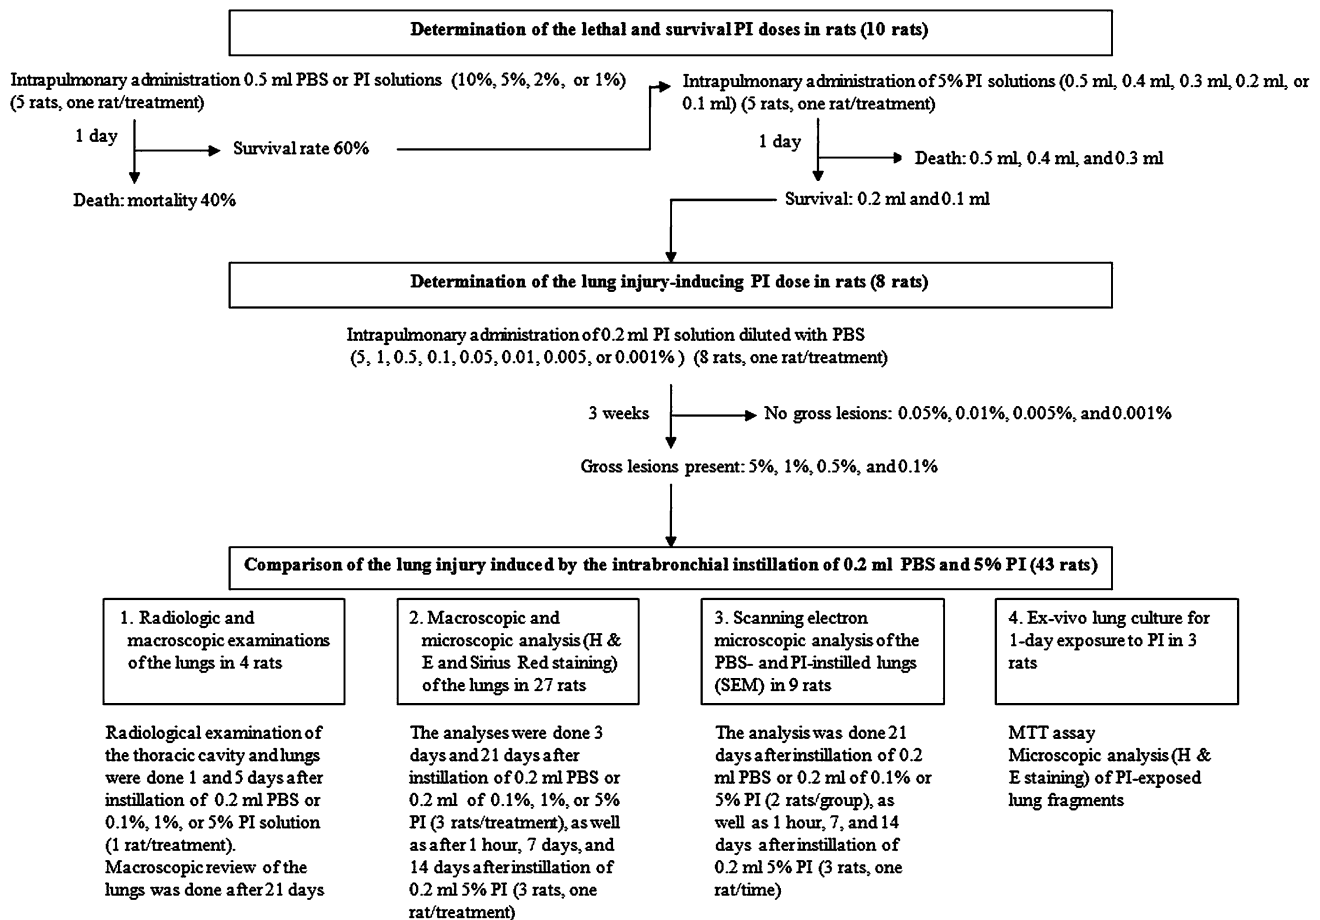 Determination of the lethal and survival PI doses in rats (10 rats)
Intrapulmonary administration 0.5 ml PBS or PI solutions (10%, 5%, 2%, or 1%)
(5 rats, one rat/treatment)
1 day
Survival rate 60%
Death: mortality 40%
Intrapulmonary administration of 5% PI solutions (0.5 ml, 0.4 ml, 0.3 ml, 0.2 ml, or
0.1 ml) (5 rats, one rat/treatment)
1 day
Death: 0.5 ml, 0.4 ml, and 0.3 ml
Survival: 0.2 ml and 0.1 ml
Determination of the lung injury-inducing PI dose in rats (8 rats)
Intrapulmonary administration of 0.2 ml PI solution diluted with PBS
(5, 1, 0.5, 0.1, 0.05, 0.01, 0.005, or 0.001% ) (8 rats, one rat/treatment)
3 weeks
No gross lesions: 0.05%, 0.01%, 0.005%, and 0.001%
Gross lesions present: 5%, 1%, 0.5%, and 0.1%
Comparison of the lung injury induced by the intrabronchial instillation of 0.2 ml PBS and 5% PI (43 rats)
1. Radiologic and
macroscopic examinations
of the lungs in 4 rats
Radiological examination of
the thoracic cavity and lungs
were done 1 and 5 days after
instillation of 0.2 ml PBS or
0.1%, 1%, or 5% PI solution
(1 rat/treatment).
Macroscopic review of the
lungs was done after 21 days
2. Macroscopic and
microscopic analysis (H &
E and Sirius Red staining)
of the lungs in 27 rats
The analyses were done 3
days and 21 days after
instillation of 0.2 ml PBS or
0.2 ml of 0.1%, 1%, or 5%
PI (3 rats/treatment), as well
as after 1 hour, 7 days, and
14 days after instillation of
0.2 ml 5% PI (3 rats, one
rat/treatment)
3. Scanning electron
microscopic analysis of the
PBS- and PI-instilled lungs
(SEM) in 9 rats
The analysis was done 21
days after instillation of 0.2
ml PBS or 0.2 ml of 0.1% or
5% PI (2 rats/group), as
well as 1 hour, 7, and 14
days after instillation of
0.2 ml 5% PI (3 rats, one
rat/time)
4. Ex-vivo lung culture for
1-day exposure to PI in 3
rats
MTT assay
Microscopic analysis (H &
E staining) of PI-exposed
lung fragments